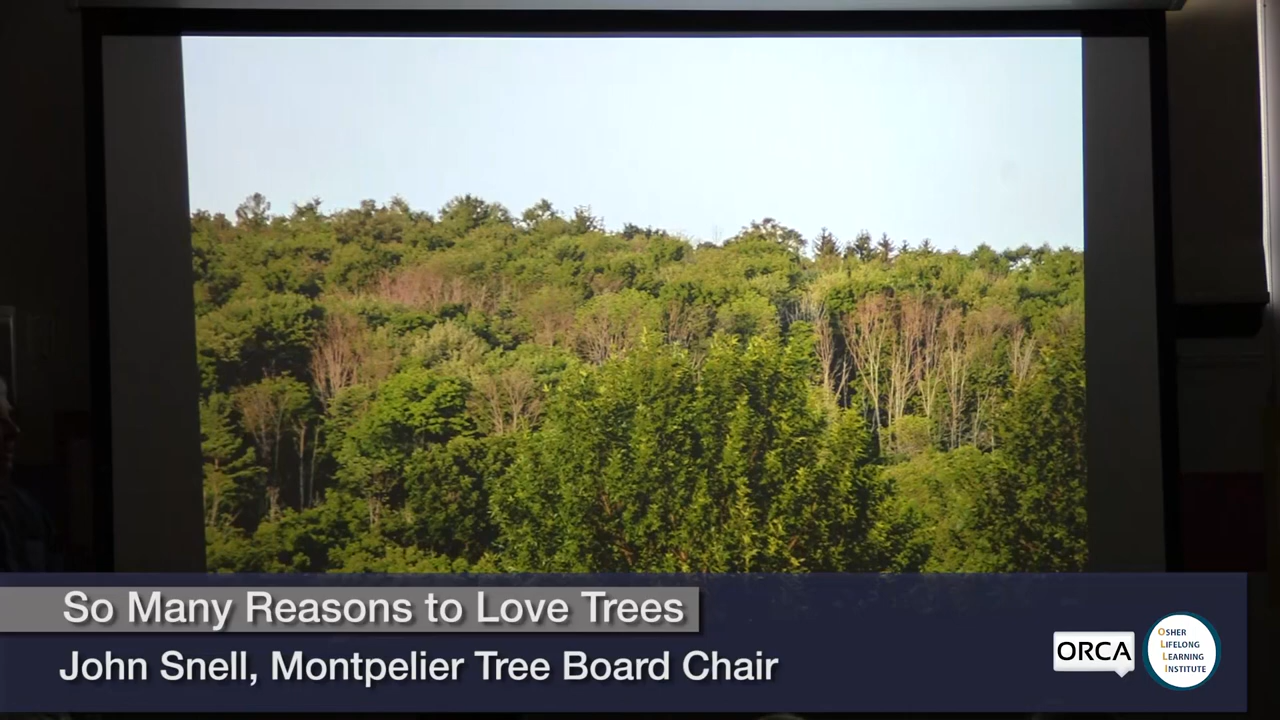 So Many Reasons to Love Trees
John Snell, Montpelier Tree Board Chair
ORCA
OSHER
LIFELONG
LEARNING
INSTITUTE